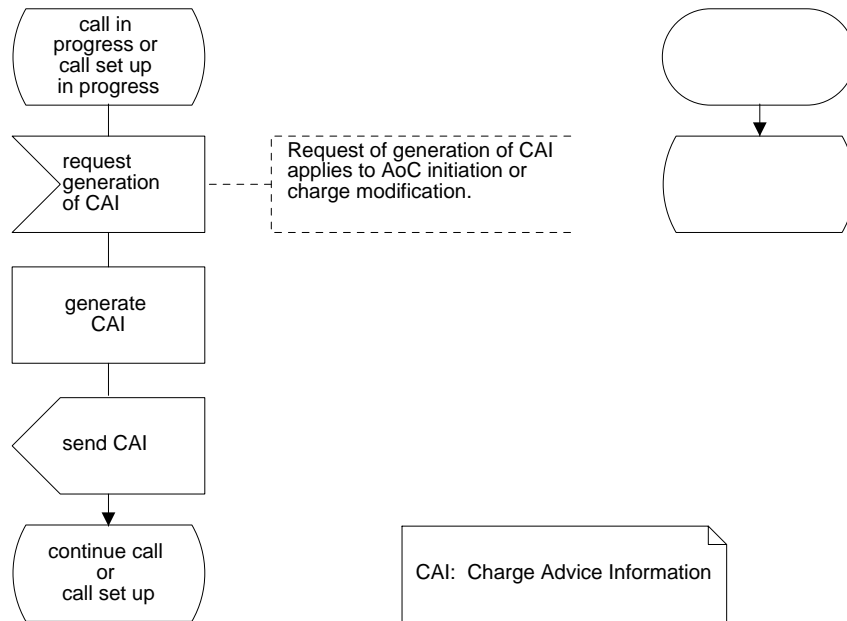 call in
progress or
call set up
in progress
request
generation
of CAI
Request of generation of CAI
applies to AoC initiation or
charge modification.
generate
CAI
send CAI
continue call
or
call set up
CAI:  Charge Advice Information